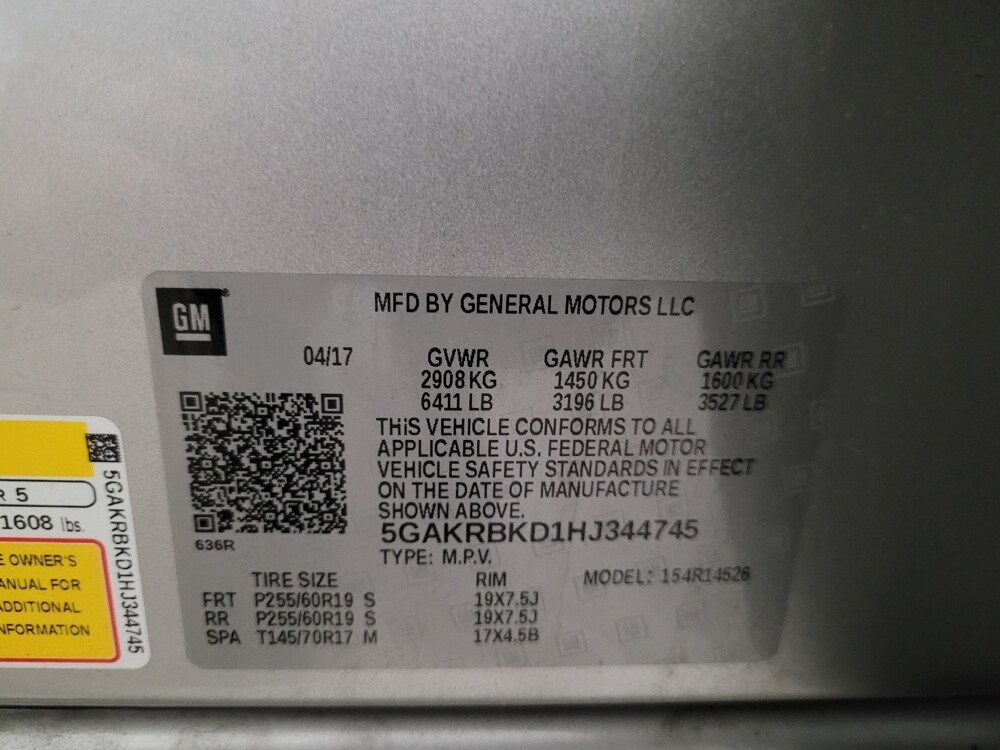 GM
MFD BY GENERAL MOTORS LLC
04/17 GVWR GAWR FRT GAWR RR
2908 KG 1450 KG 1600 KG
6411 LB 3196 LB 3527 LB
THiS VEHICLE CONFORMS TO ALL
APPLICABLE U.S. FEDERAL MOTOR
VEHICLE SAFETY STANDARDS IN EFFECT
ON THE DATE OF MANUFACTURE
SHOWN ABOVE.
5GAKRBKD1HJ344745
636R
TYPE: M.P.V.
TIRE SIZE RIM MODEL: 154R14526
FRT P255/60R19 S 19X7.5J
RR P255/60R19 S 19X7.5J
SPA T145/70R17 M 17X4.5B
R 5
1608 lbs.
E OWNER'S
ANUAL FOR
ADDITIONAL
NFORMATION
5GAKRBKD1HJ344745